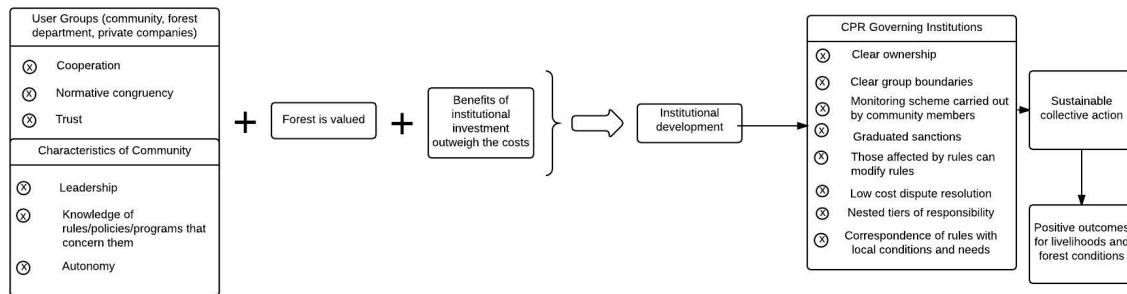 User Groups (community, forest
department, private companies)
Ⓧ Cooperation
Ⓧ Normative congruency
Ⓧ Trust
Characteristics of Community
Ⓧ Leadership
Ⓧ Knowledge of
rules/policies/programs that
concern them
Ⓧ Autonomy
+
Forest is valued
+
Benefits of
institutional
investment
outweigh the costs
Institutional
development
CPR Governing Institutions
Ⓧ Clear ownership
Ⓧ Clear group boundaries
Ⓧ Monitoring scheme carried out
by community members
Ⓧ Graduated sanctions
Ⓧ Those affected by rules can
modify rules
Ⓧ Low cost dispute resolution
Ⓧ Nested tiers of responsibility
Ⓧ Correspondence of rules with
local conditions and needs
Sustainable
collective action
Positive outcomes
for livelihoods and
forest conditions